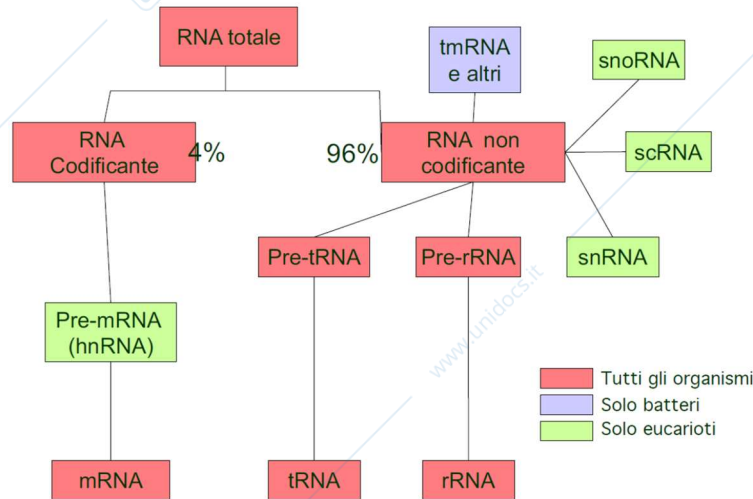 RNA totale
tmRNA
e altri
snoRNA
RNA
Codificante
4%
96%
RNA non
codificante
scRNA
Pre-tRNA
Pre-rRNA
snRNA
Pre-mRNA
(hnRNA)
www.unidocs.it
Tutti gli organismi
Solo batteri
Solo eucarioti
mRNA
tRNA
rRNA